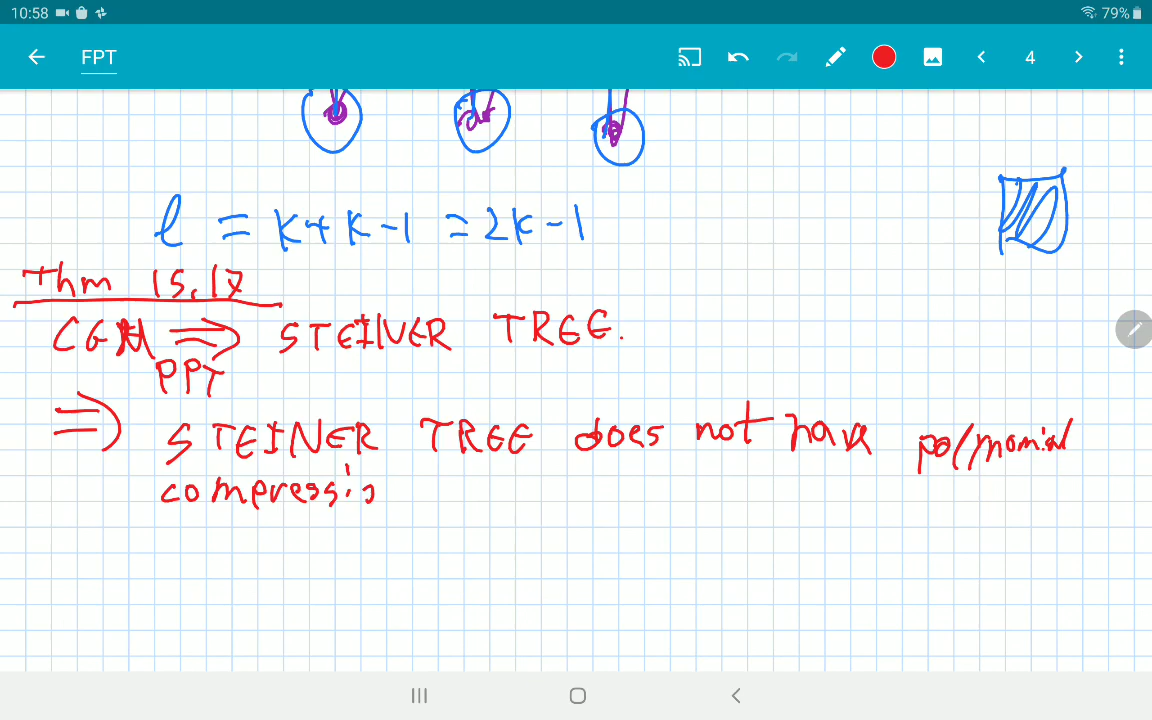 10:58 79%
FPT 4
l = k+k-1 = 2k-1
Thm 15.17
CGM ⟹ STEINER TREE.
PPT
⟹ STEINER TREE does not have polynomial
compressio